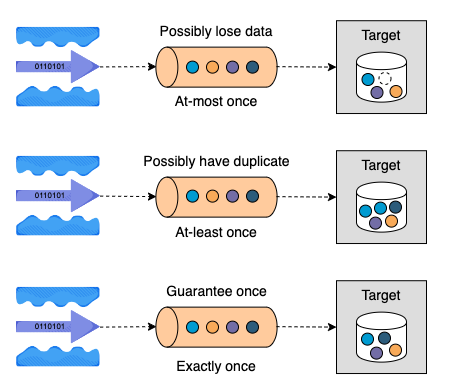 Possibly lose data
Target
0110101
At-most once
Possibly have duplicate
Target
0110101
At-least once
Guarantee once
Target
0110101
Exactly once